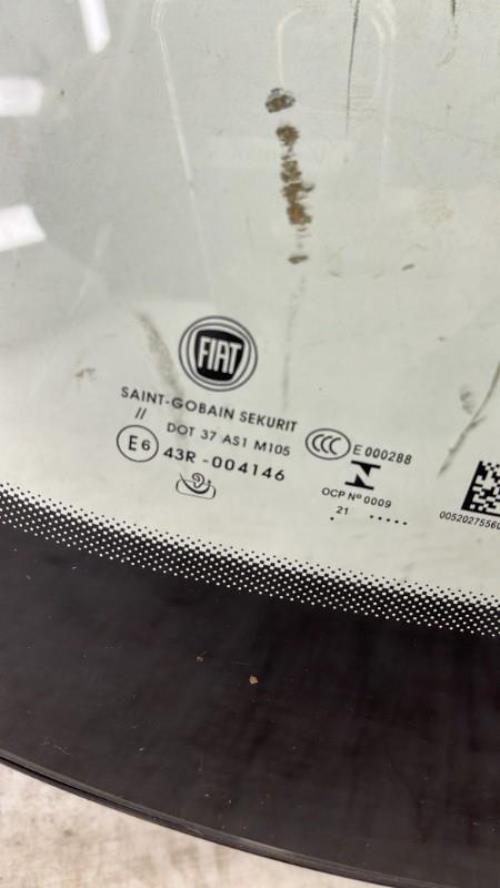 FIAT
SAINT-GOBAIN SEKURIT
// DOT 37 AS1 M105
E6 43R -004146
CCC E 000288
OCP Nº 0009
21 . .....